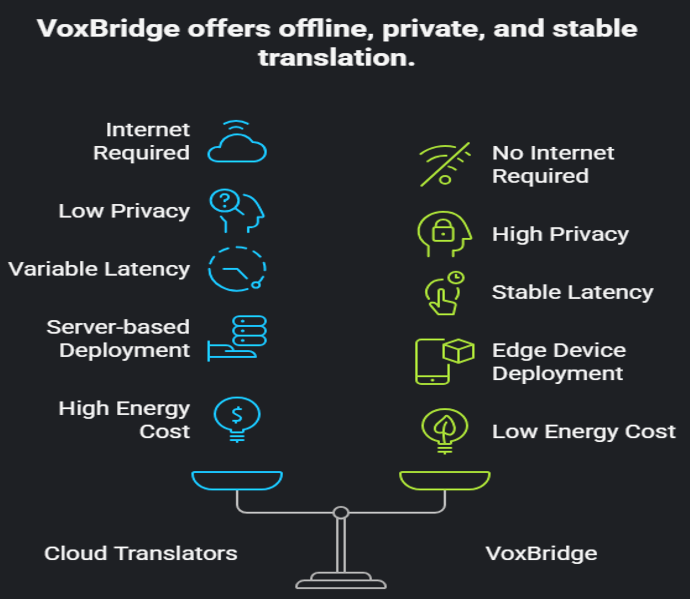 VoxBridge offers offline, private, and stable
translation.
Internet
Required
Low Privacy
Variable Latency
Server-based
Deployment
High Energy
Cost
$
No Internet
Required
High Privacy
Stable Latency
Edge Device
Deployment
Low Energy Cost
Cloud Translators
VoxBridge